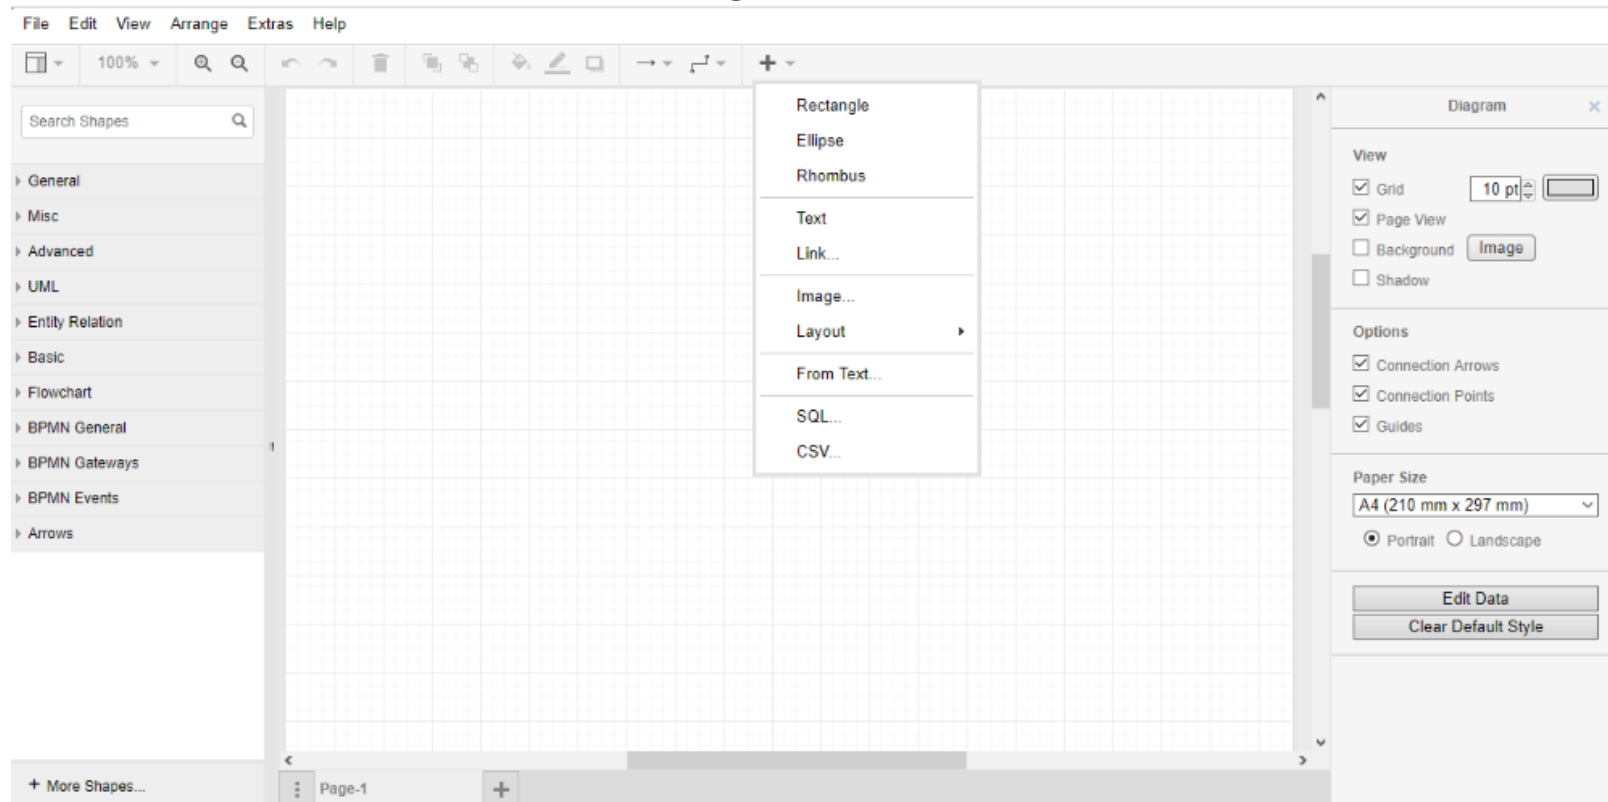 File Edit View Arrange Extras Help
100%
Search Shapes
General
Misc
Advanced
UML
Entity Relation
Basic
Flowchart
BPMN General
BPMN Gateways
BPMN Events
Arrows
+ More Shapes...
Rectangle
Ellipse
Rhombus
Text
Link...
Image...
Layout
From Text...
SQL...
CSV...
Page-1
Diagram
View
Grid 10 pt
Page View
Background Image
Shadow
Options
Connection Arrows
Connection Points
Guides
Paper Size
A4 (210 mm x 297 mm)
Portrait Landscape
Edit Data
Clear Default Style